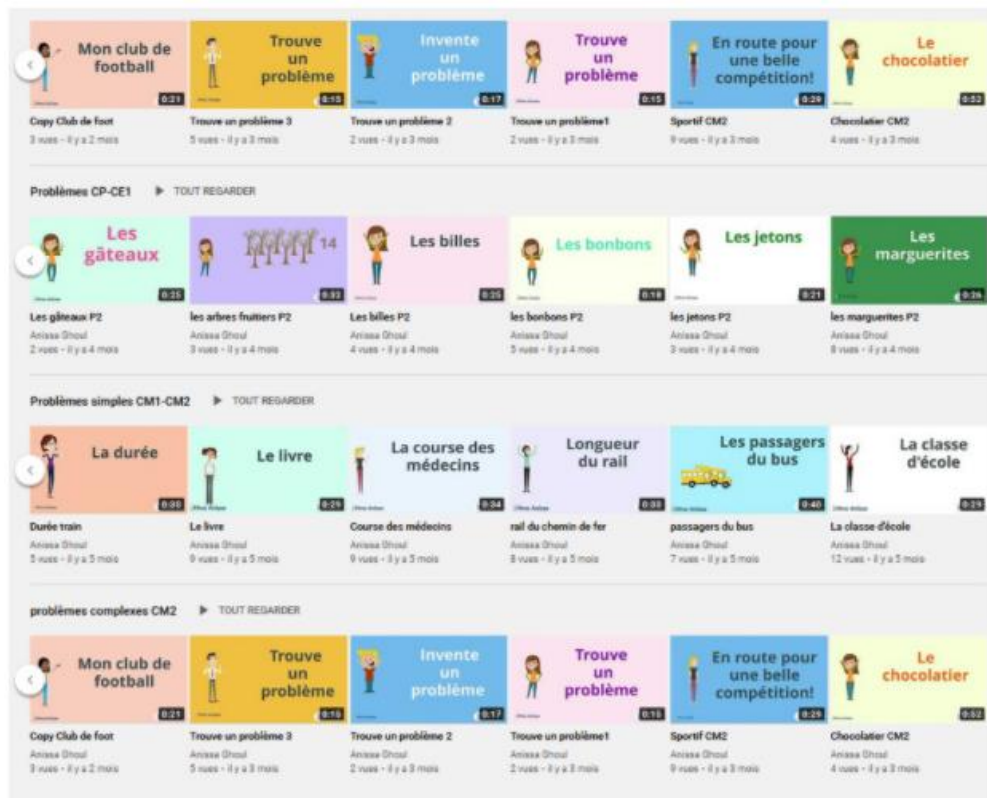 Mon club de
football
0:21
Trouve
un
problème
0:15
Invente
un
problème
0:17
Trouve
un
problème
0:15
En route pour
une belle
compétition!
0:29
Le
chocolatier
0:52
Copy Club de foot
3 vues - il y a 2 mois
Trouve un problème 3
5 vues - il y a 3 mois
Trouve un problème 2
2 vues - il y a 3 mois
Trouve un problème1
2 vues - il y a 3 mois
Sportif CM2
9 vues - il y a 3 mois
Chocolatier CM2
4 vues - il y a 3 mois
Problèmes CP-CE1 TOUT REGARDER
Les
gâteaux
0:25
14
Les billes
Les bonbons
0:18
Les jetons
0:21
Les
marguerites
0:26
Les gâteaux P2
Anissa Ghoul
2 vues - il y a 4 mois
les arbres fruitiers P2
Anissa Ghoul
3 vues - il y a 4 mois
Les billes P2
Anissa Ghoul
4 vues - il y a 4 mois
les bonbons P2
Anissa Ghoul
5 vues - il y a 4 mois
les jetons P2
Anissa Ghoul
3 vues - il y a 4 mois
les marguerites P2
Anissa Ghoul
8 vues - il y a 4 mois
Problèmes simples CM1-CM2 TOUT REGARDER
La durée
Le livre
0:29
La course des
médecins
0:34
Longueur
du rail
Les passagers
du bus
0:40
La classe
d'école
0:29
Durée train
Anissa Ghoul
5 vues - il y a 5 mois
Le livre
Anissa Ghoul
9 vues - il y a 5 mois
Course des médecins
Anissa Ghoul
9 vues - il y a 5 mois
rail du chemin de fer
Anissa Ghoul
8 vues - il y a 5 mois
passagers du bus
Anissa Ghoul
7 vues - il y a 5 mois
La classe d'école
Anissa Ghoul
12 vues - il y a 5 mois
problèmes complexes CM2 TOUT REGARDER
Mon club de
football
0:21
Trouve
un
problème
0:15
Invente
un
problème
0:17
Trouve
un
problème
0:15
En route pour
une belle
compétition!
0:29
Le
chocolatier
0:52
Copy Club de foot
Anissa Ghoul
3 vues - il y a 2 mois
Trouve un problème 3
Anissa Ghoul
5 vues - il y a 3 mois
Trouve un problème 2
Anissa Ghoul
2 vues - il y a 3 mois
Trouve un problème1
Anissa Ghoul
2 vues - il y a 3 mois
Sportif CM2
Anissa Ghoul
9 vues - il y a 3 mois
Chocolatier CM2
Anissa Ghoul
4 vues - il y a 3 mois